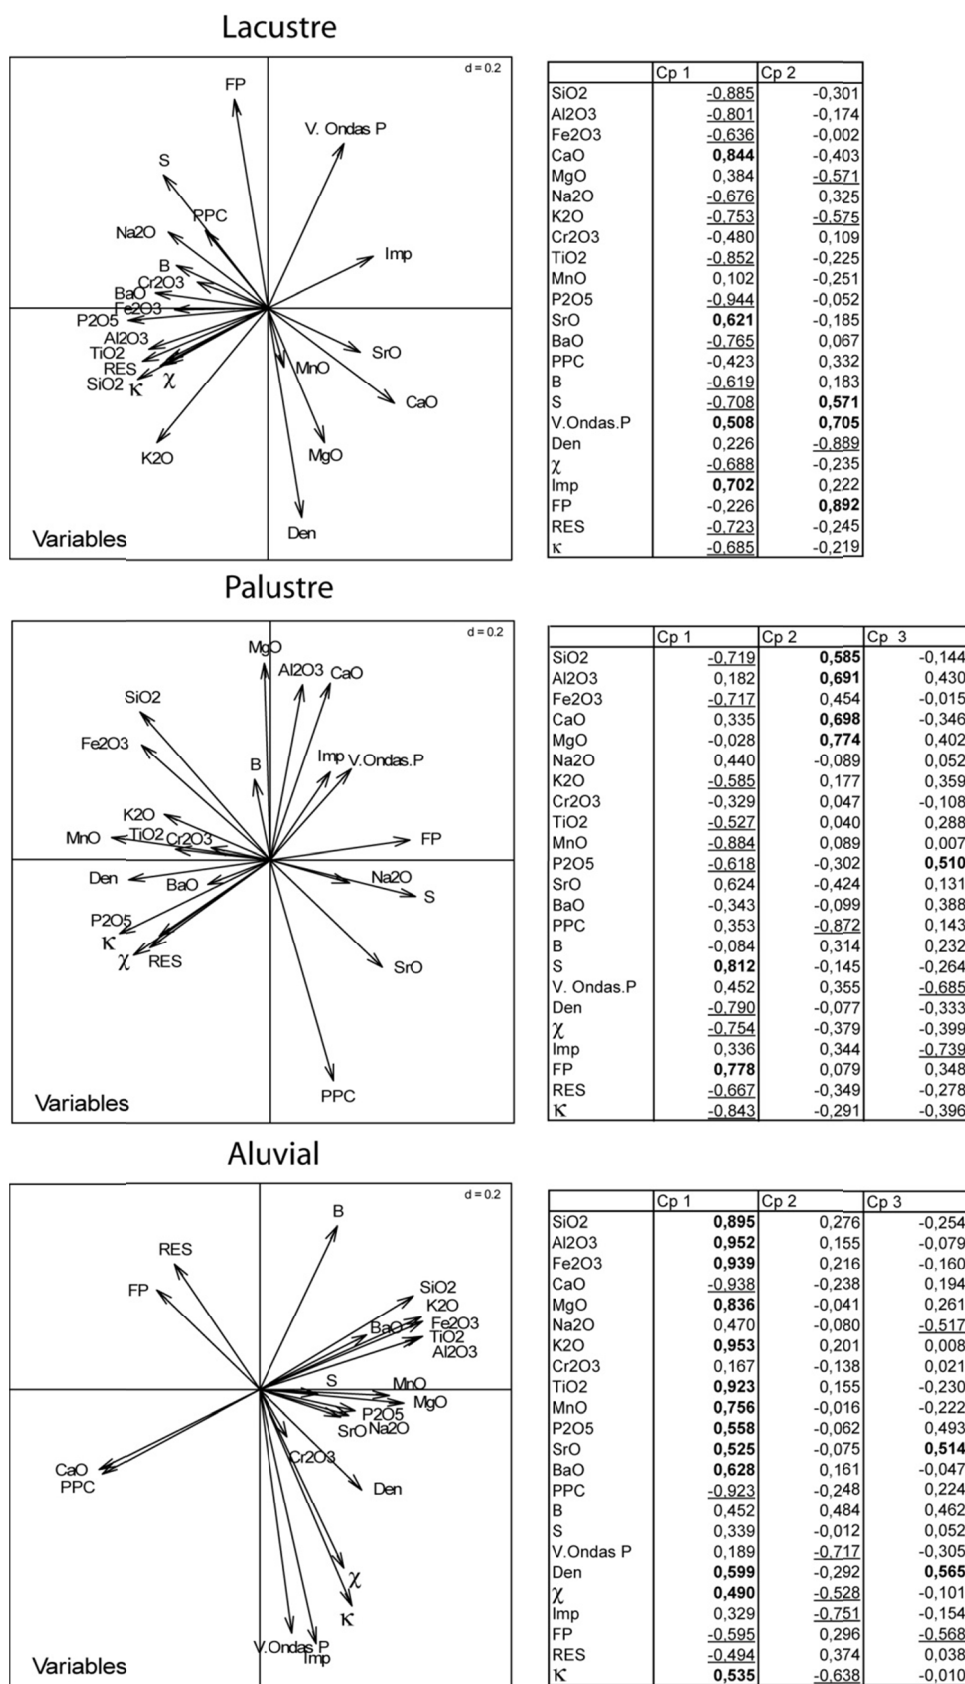 Lacustre
d = 0.2
FP
V. Ondas P
S
PPC
Na2O
Imp
B
Cr2O3
BaO
Fe2O3
P2O5
Al2O3
TiO2
SrO
RES
MnO
SiO2
κ
χ
CaO
K2O
MgO
Den
Variables
Cp 1 Cp 2
SiO2 -0,885 -0,301
Al2O3 -0,801 -0,174
Fe2O3 -0,636 -0,002
CaO 0,844 -0,403
MgO 0,384 -0,571
Na2O -0,676 0,325
K2O -0,753 -0,575
Cr2O3 -0,480 0,109
TiO2 -0,852 -0,225
MnO 0,102 -0,251
P2O5 -0,944 -0,052
SrO 0,621 -0,185
BaO -0,765 0,067
PPC -0,423 0,332
B -0,619 0,183
S -0,708 0,571
V.Ondas.P 0,508 0,705
Den 0,226 -0,889
χ -0,688 -0,235
Imp 0,702 0,222
FP -0,226 0,892
RES -0,723 -0,245
κ -0,685 -0,219
Palustre
d = 0.2
MgO
Al2O3
CaO
SiO2
Fe2O3
B
Imp
V.Ondas.P
K2O
MnO
TiO2
Cr2O3
FP
Den
BaO
Na2O
S
P2O5
κ
χ
RES
SrO
PPC
Variables
Cp 1 Cp 2 Cp 3
SiO2 -0,719 0,585 -0,144
Al2O3 0,182 0,691 0,430
Fe2O3 -0,717 0,454 -0,015
CaO 0,335 0,698 -0,346
MgO -0,028 0,774 0,402
Na2O 0,440 -0,089 0,052
K2O -0,585 0,177 0,359
Cr2O3 -0,329 0,047 -0,108
TiO2 -0,527 0,040 0,288
MnO -0,884 0,089 0,007
P2O5 -0,618 -0,302 0,510
SrO 0,624 -0,424 0,131
BaO -0,343 -0,099 0,388
PPC 0,353 -0,872 0,143
B -0,084 0,314 0,232
S 0,812 -0,145 -0,264
V. Ondas.P 0,452 0,355 -0,685
Den -0,790 -0,077 -0,333
χ -0,754 -0,379 -0,399
Imp 0,336 0,344 -0,739
FP 0,778 0,079 0,348
RES -0,667 -0,349 -0,278
κ -0,843 -0,291 -0,396
Aluvial
d = 0.2
B
RES
FP
SiO2
K2O
BaO
Fe2O3
TiO2
Al2O3
S
MnO
MgO
P2O5
SrO
Na2O
Cr2O3
CaO
PPC
Den
χ
κ
V.Ondas P
Imp
Variables
Cp 1 Cp 2 Cp 3
SiO2 0,895 0,276 -0,254
Al2O3 0,952 0,155 -0,079
Fe2O3 0,939 0,216 -0,160
CaO -0,938 -0,238 0,194
MgO 0,836 -0,041 0,261
Na2O 0,470 -0,080 -0,517
K2O 0,953 0,201 0,008
Cr2O3 0,167 -0,138 0,021
TiO2 0,923 0,155 -0,230
MnO 0,756 -0,016 -0,222
P2O5 0,558 -0,062 0,493
SrO 0,525 -0,075 0,514
BaO 0,628 0,161 -0,047
PPC -0,923 -0,248 0,224
B 0,452 0,484 0,462
S 0,339 -0,012 0,052
V.Ondas P 0,189 -0,717 -0,305
Den 0,599 -0,292 0,565
χ 0,490 -0,528 -0,101
Imp 0,329 -0,751 -0,154
FP -0,595 0,296 -0,568
RES -0,494 0,374 0,038
κ 0,535 -0,638 -0,010